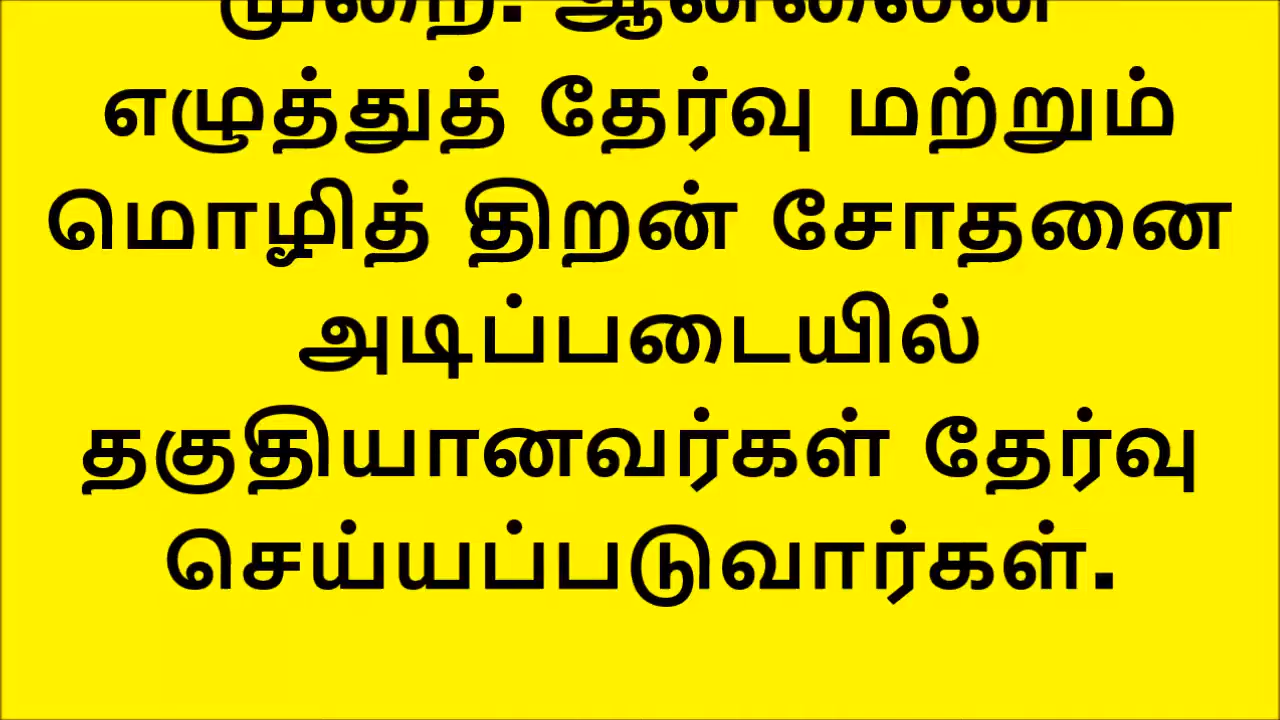 முறை: ஆன்லைன்
எழுத்துத் தேர்வு மற்றும்
மொழித் திறன் சோதனை
அடிப்படையில்
தகுதியானவர்கள் தேர்வு
செய்யப்படுவார்கள்.